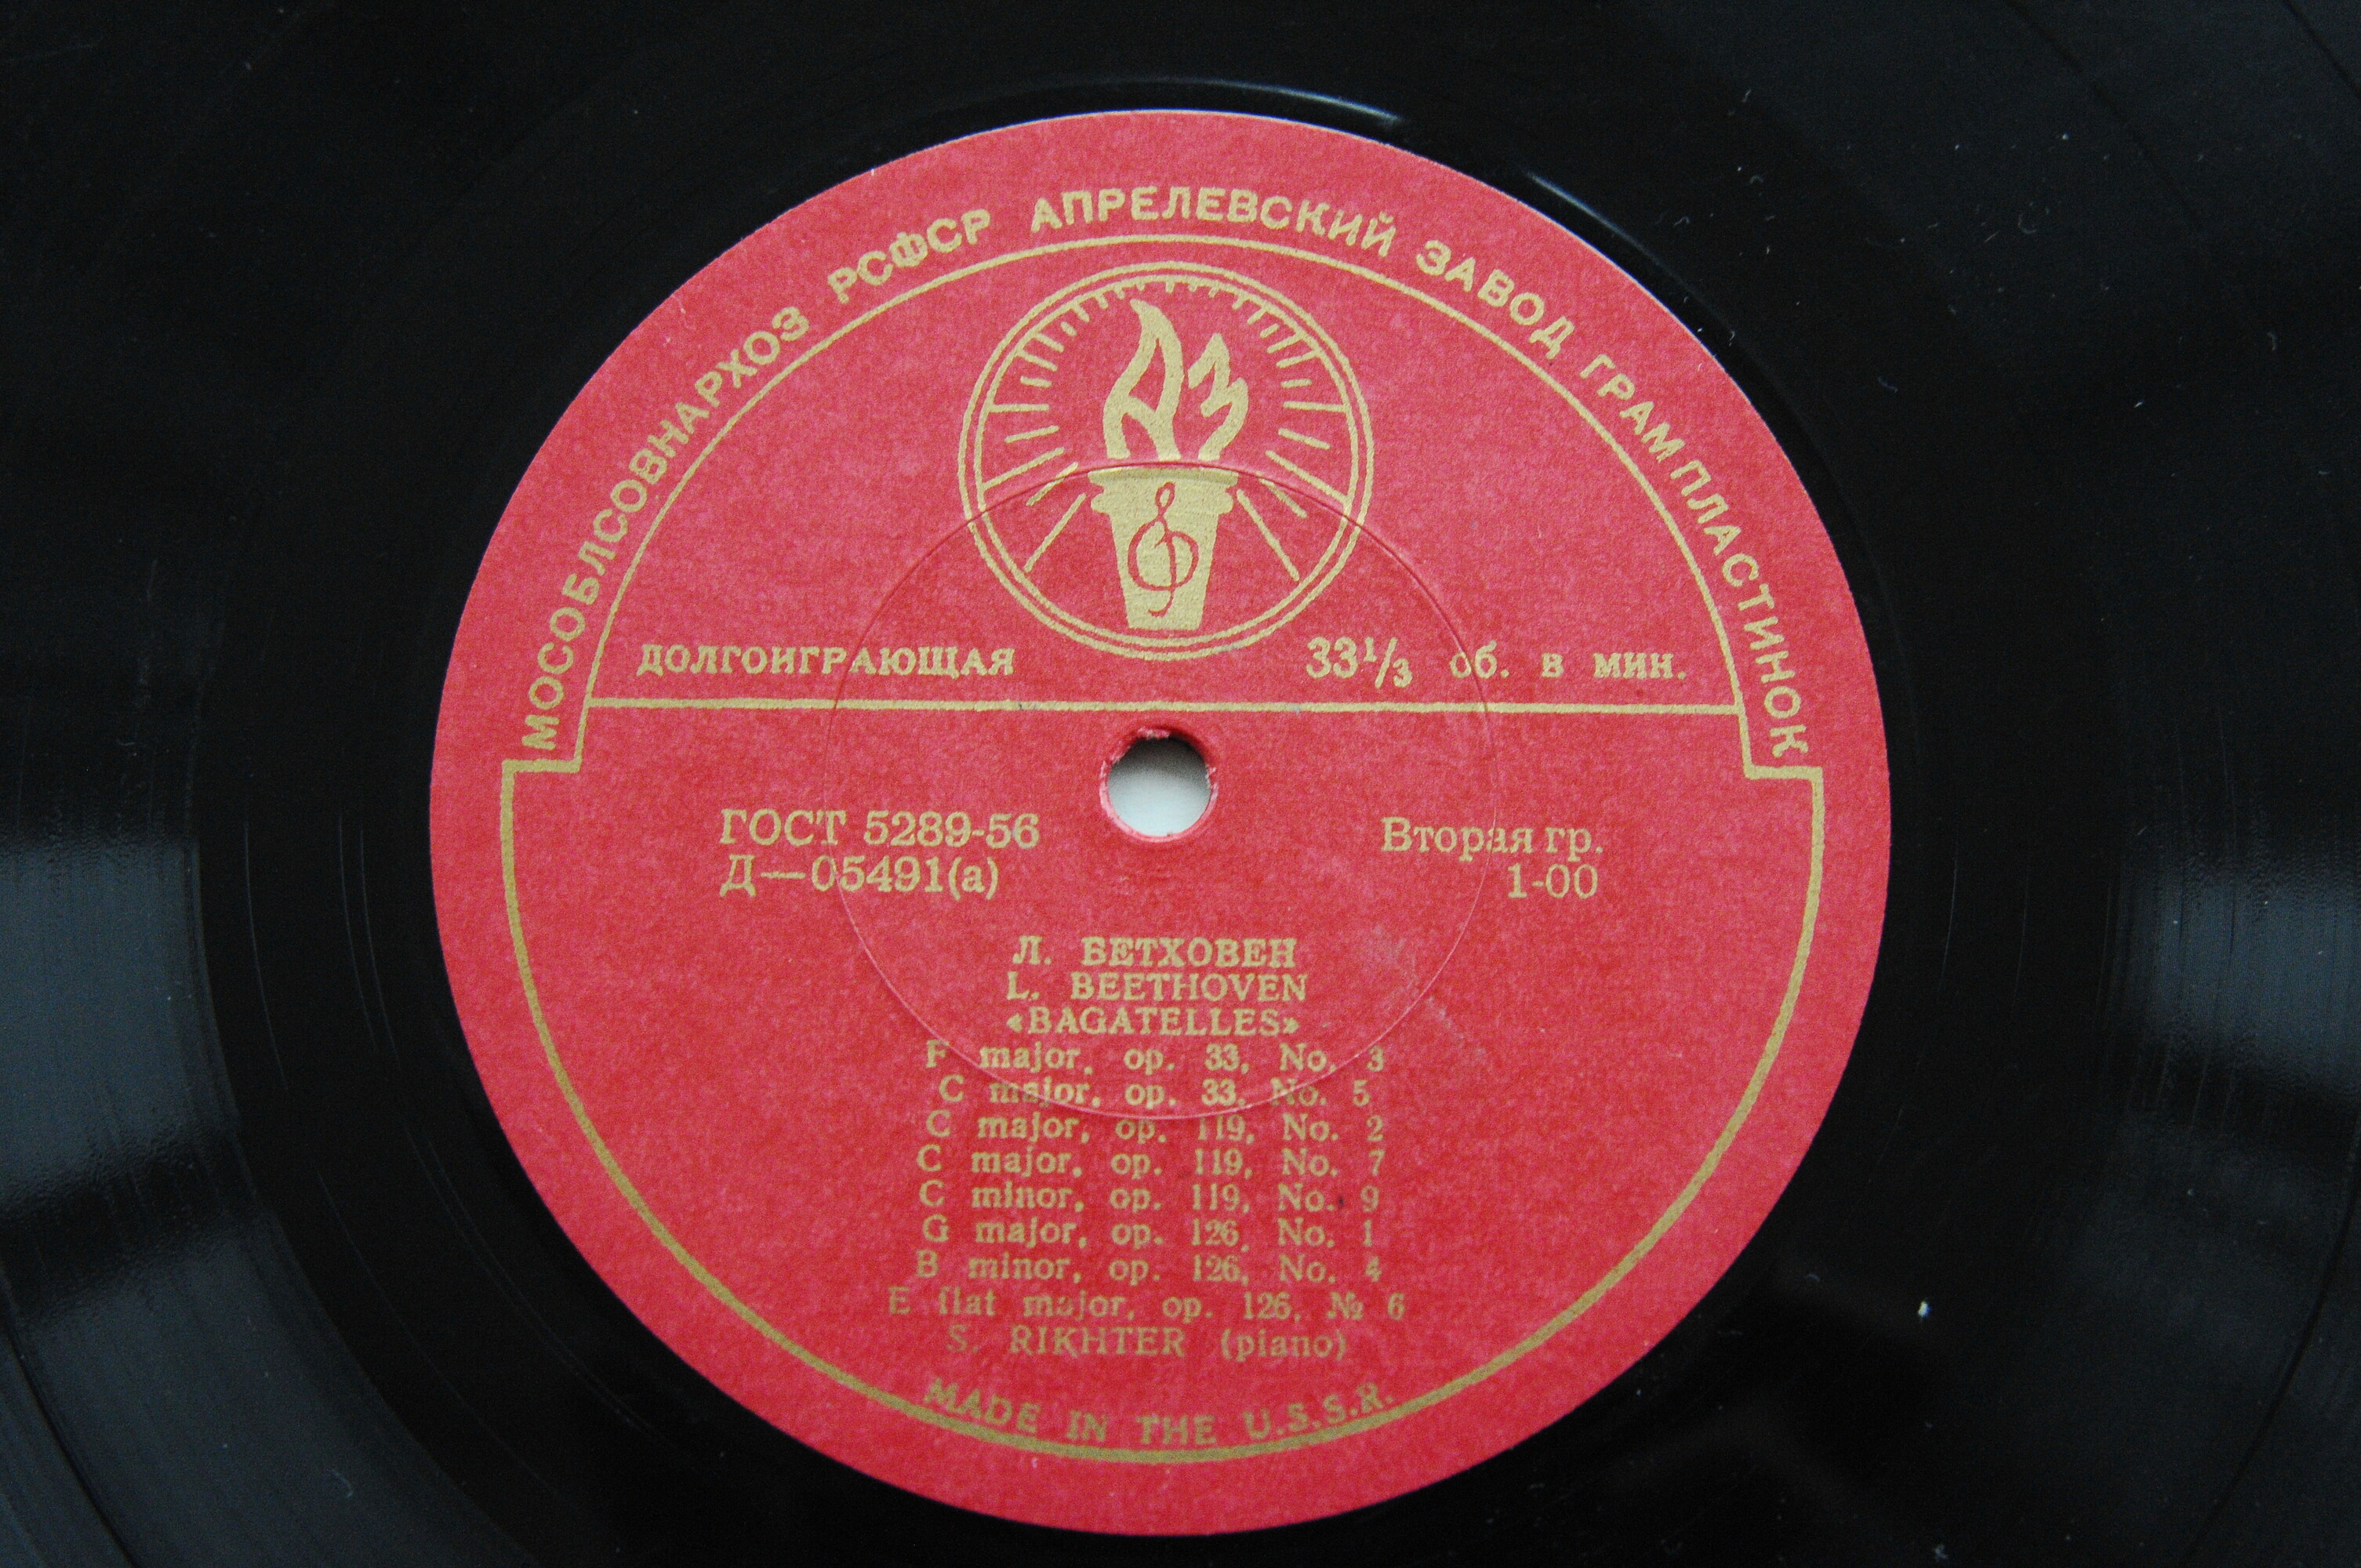 МОСОБЛСОВНАРХОЗ РСФСР АПРЕЛЕВСКИЙ ЗАВОД ГРАМПЛАСТИНОК
АЗ
ДОЛГОИГРАЮЩАЯ 33⅓ об. в мин.
ГОСТ 5289-56 Вторая гр.
Д—05491(а) 1-00
Л. БЕТХОВЕН
L. BEETHOVEN
«BAGATELLES»
F major, op. 33, No. 3
C major, op. 33, No. 5
C major, op. 119, No. 2
C major, op. 119, No. 7
C minor, op. 119, No. 9
G major, op. 126, No. 1
B minor, op. 126, No. 4
E flat major, op. 126, № 6
S. RIKHTER (piano)
MADE IN THE U.S.S.R.